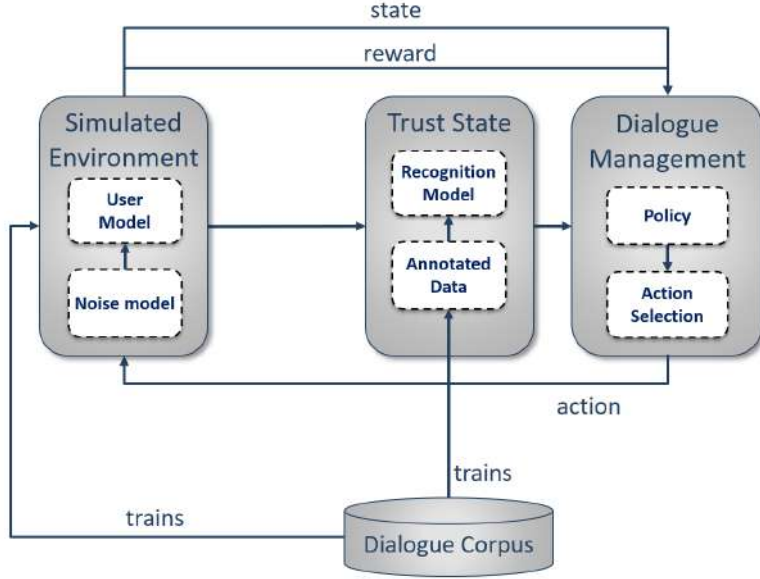 state
reward
Simulated
Environment
User
Model
Noise model
Trust State
Recognition
Model
Annotated
Data
Dialogue
Management
Policy
Action
Selection
action
trains
trains
Dialogue Corpus